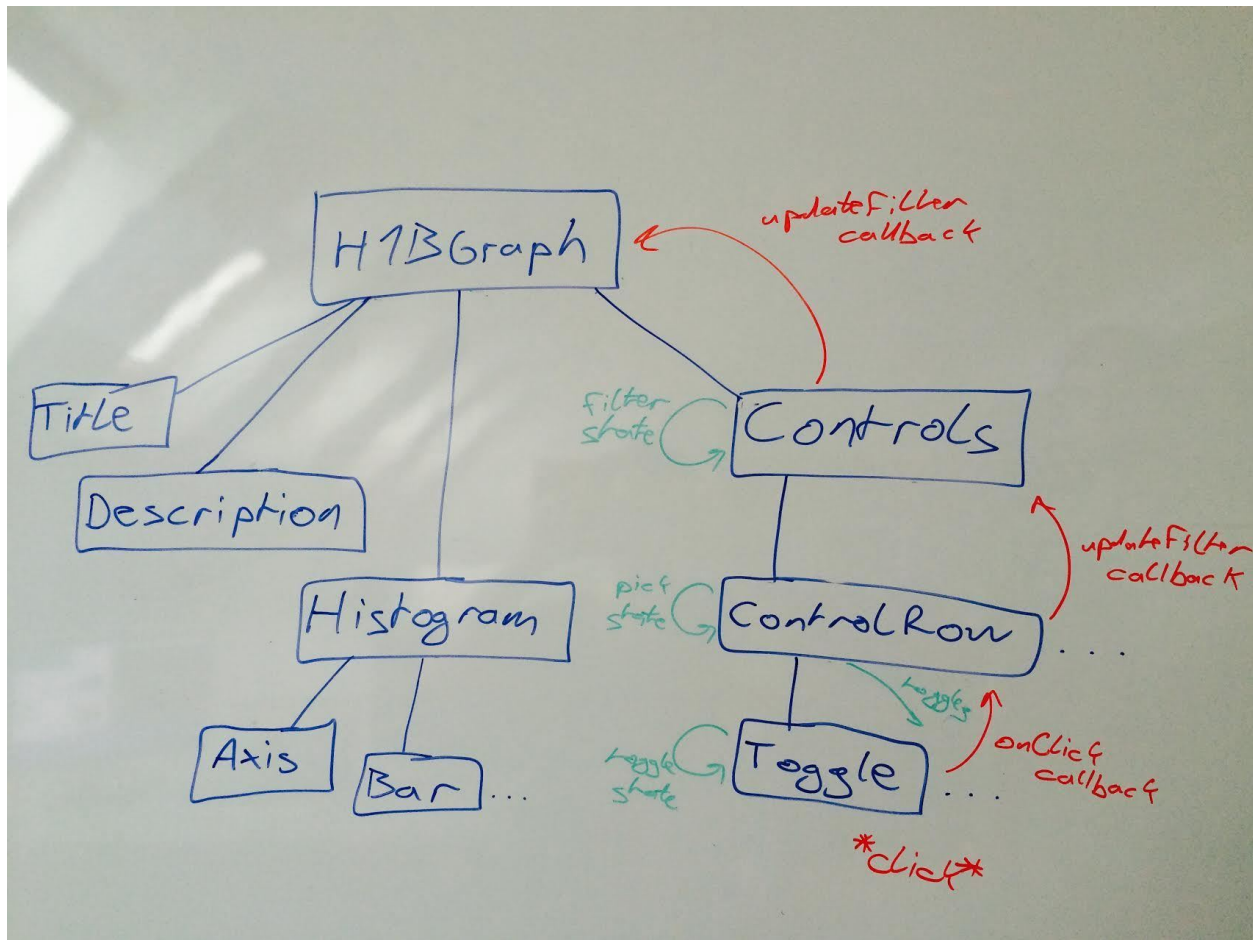 H1BGraph
updateFilter
callback
Title
Description
filter
state
Controls
updateFilter
callback
Histogram
pick
state
ControlRow
. . . .
toggles
Axis
Bar
...
toggle
state
Toggle
. . .
onClick
callback
*click*